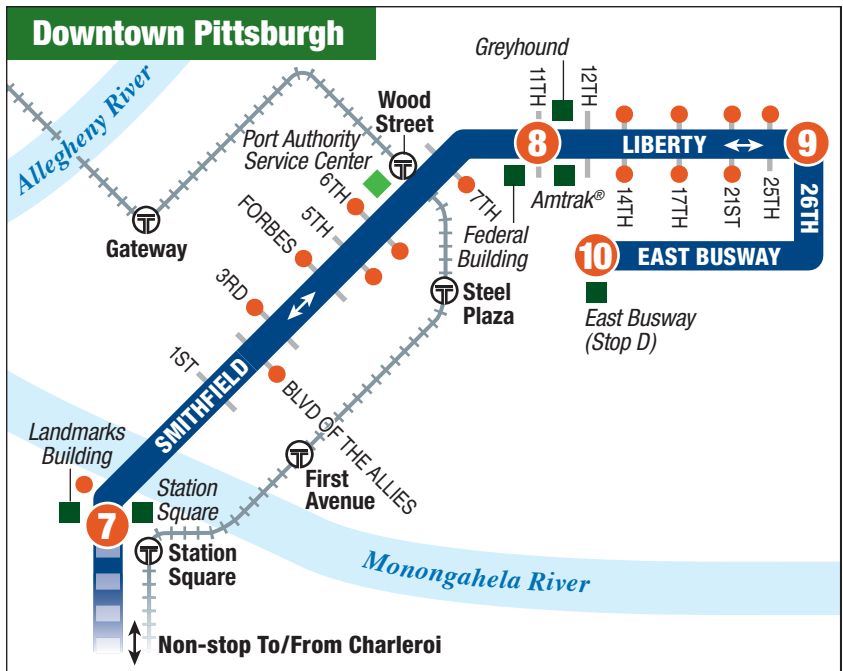 Downtown Pittsburgh
Allegheny River
Greyhound
11TH
12TH
Wood
Street
Port Authority
Service Center
8
LIBERTY
9
6TH
7TH
5TH
FORBES
3RD
1ST
Gateway
Federal
Building
Amtrak®
14TH
17TH
21ST
25TH
26TH
10
EAST BUSWAY
East Busway
(Stop D)
Steel
Plaza
SMITHFIELD
BLVD OF THE ALLIES
Landmarks
Building
Station
Square
First
Avenue
7
Station
Square
Monongahela River
Non-stop To/From Charleroi